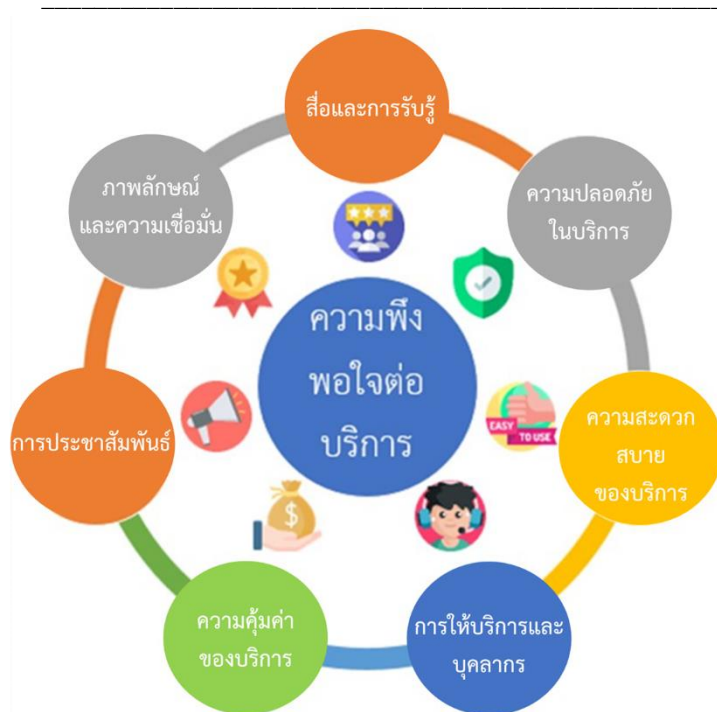 สื่อและการรับรู้
ความปลอดภัย
ในบริการ
ความสะดวก
สบาย
ของบริการ
การให้บริการและ
บุคลากร
ความคุ้มค่า
ของบริการ
การประชาสัมพันธ์
ภาพลักษณ์
และความเชื่อมั่น
ความพึง
พอใจต่อ
บริการ
EASY
TO USE